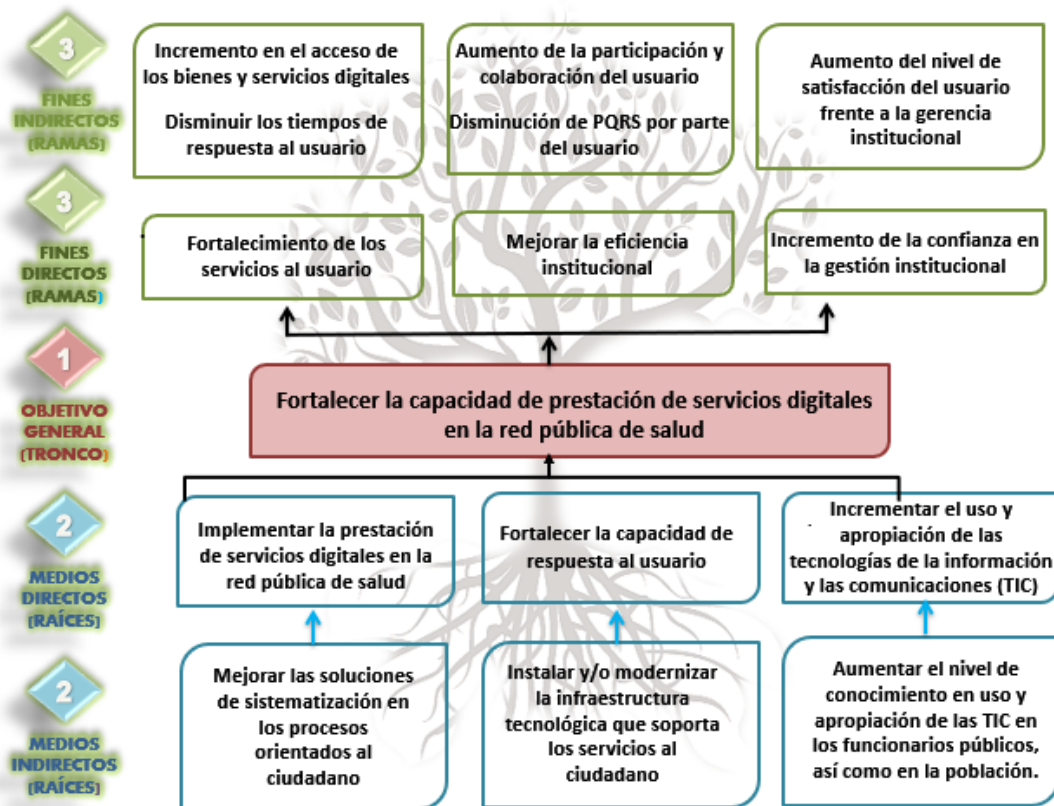 3
FINES
INDIRECTOS
(RAMAS)
Incremento en el acceso de
los bienes y servicios digitales
Disminuir los tiempos de
respuesta al usuario
Aumento de la participación y
colaboración del usuario
Disminución de PQRS por parte
del usuario
Aumento del nivel de
satisfacción del usuario
frente a la gerencia
institucional
3
FINES
DIRECTOS
(RAMAS)
Fortalecimiento de los
servicios al usuario
Mejorar la eficiencia
institucional
Incremento de la confianza en
la gestión institucional
1
OBJETIVO
GENERAL
(TRONCO)
Fortalecer la capacidad de prestación de servicios digitales
en la red pública de salud
2
MEDIOS
DIRECTOS
(RAÍCES)
Implementar la prestación
de servicios digitales en la
red pública de salud
Fortalecer la capacidad de
respuesta al usuario
Incrementar el uso y
apropiación de las
tecnologías de la información
y las comunicaciones (TIC)
2
MEDIOS
INDIRECTOS
(RAÍCES)
Mejorar las soluciones
de sistematización en
los procesos
orientados al
ciudadano
Instalar y/o modernizar
la infraestructura
tecnológica que soporta
los servicios al
ciudadano
Aumentar el nivel de
conocimiento en uso y
apropiación de las TIC en
los funcionarios públicos,
así como en la población.